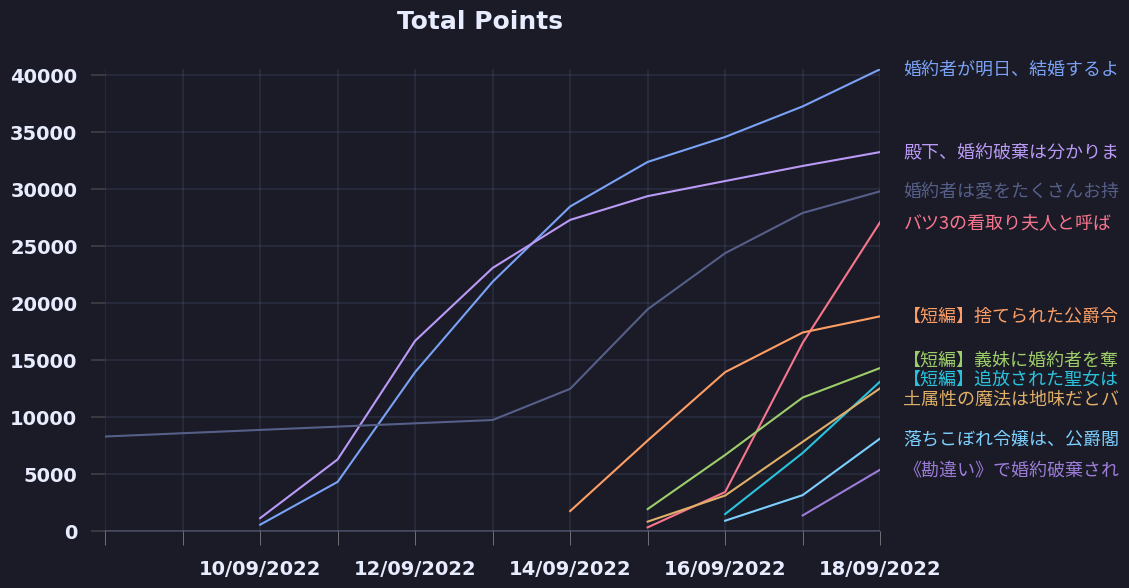 Total Points
40000
35000
30000
25000
20000
15000
10000
5000
0
10/09/2022
12/09/2022
14/09/2022
16/09/2022
18/09/2022
婚約者が明日、結婚するよ
殿下、婚約破棄は分かりま
婚約者は愛をたくさんお持
バツ3の看取り夫人と呼ば
【短編】捨てられた公爵令
【短編】義妹に婚約者を奪
【短編】追放された聖女は
土属性の魔法は地味だとバ
落ちこぼれ令嬢は、公爵閣
《勘違い》で婚約破棄され